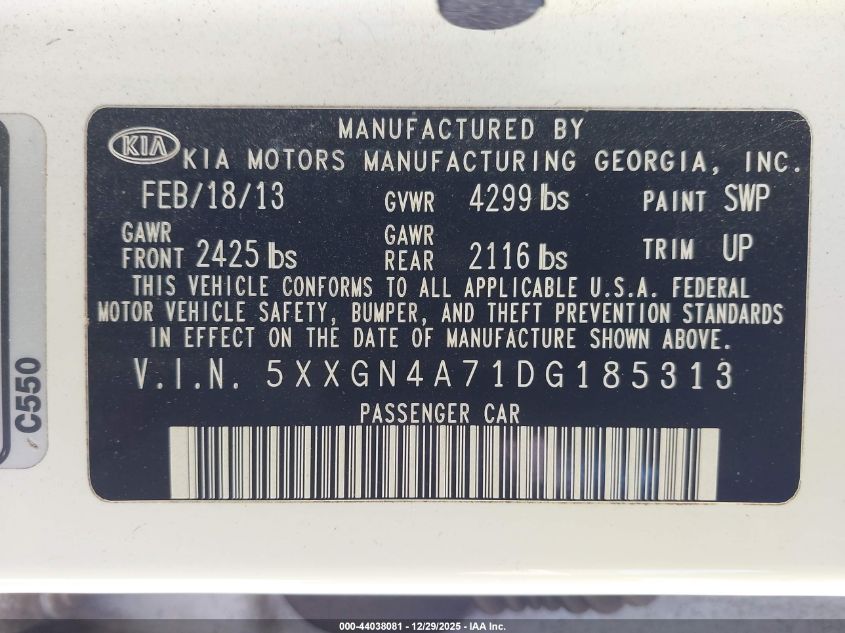 MANUFACTURED BY
KIA KIA MOTORS MANUFACTURING GEORGIA, INC.
FEB/18/13 GVWR 4299 lbs PAINT SWP
GAWR FRONT 2425 lbs GAWR REAR 2116 lbs TRIM UP
THIS VEHICLE CONFORMS TO ALL APPLICABLE U.S.A. FEDERAL
MOTOR VEHICLE SAFETY, BUMPER, AND THEFT PREVENTION STANDARDS
IN EFFECT ON THE DATE OF MANUFACTURE SHOWN ABOVE.
V.I.N. 5XXGN4A71DG185313
PASSENGER CAR
C550
000-44038081 - 12/29/2025 - IAA Inc.